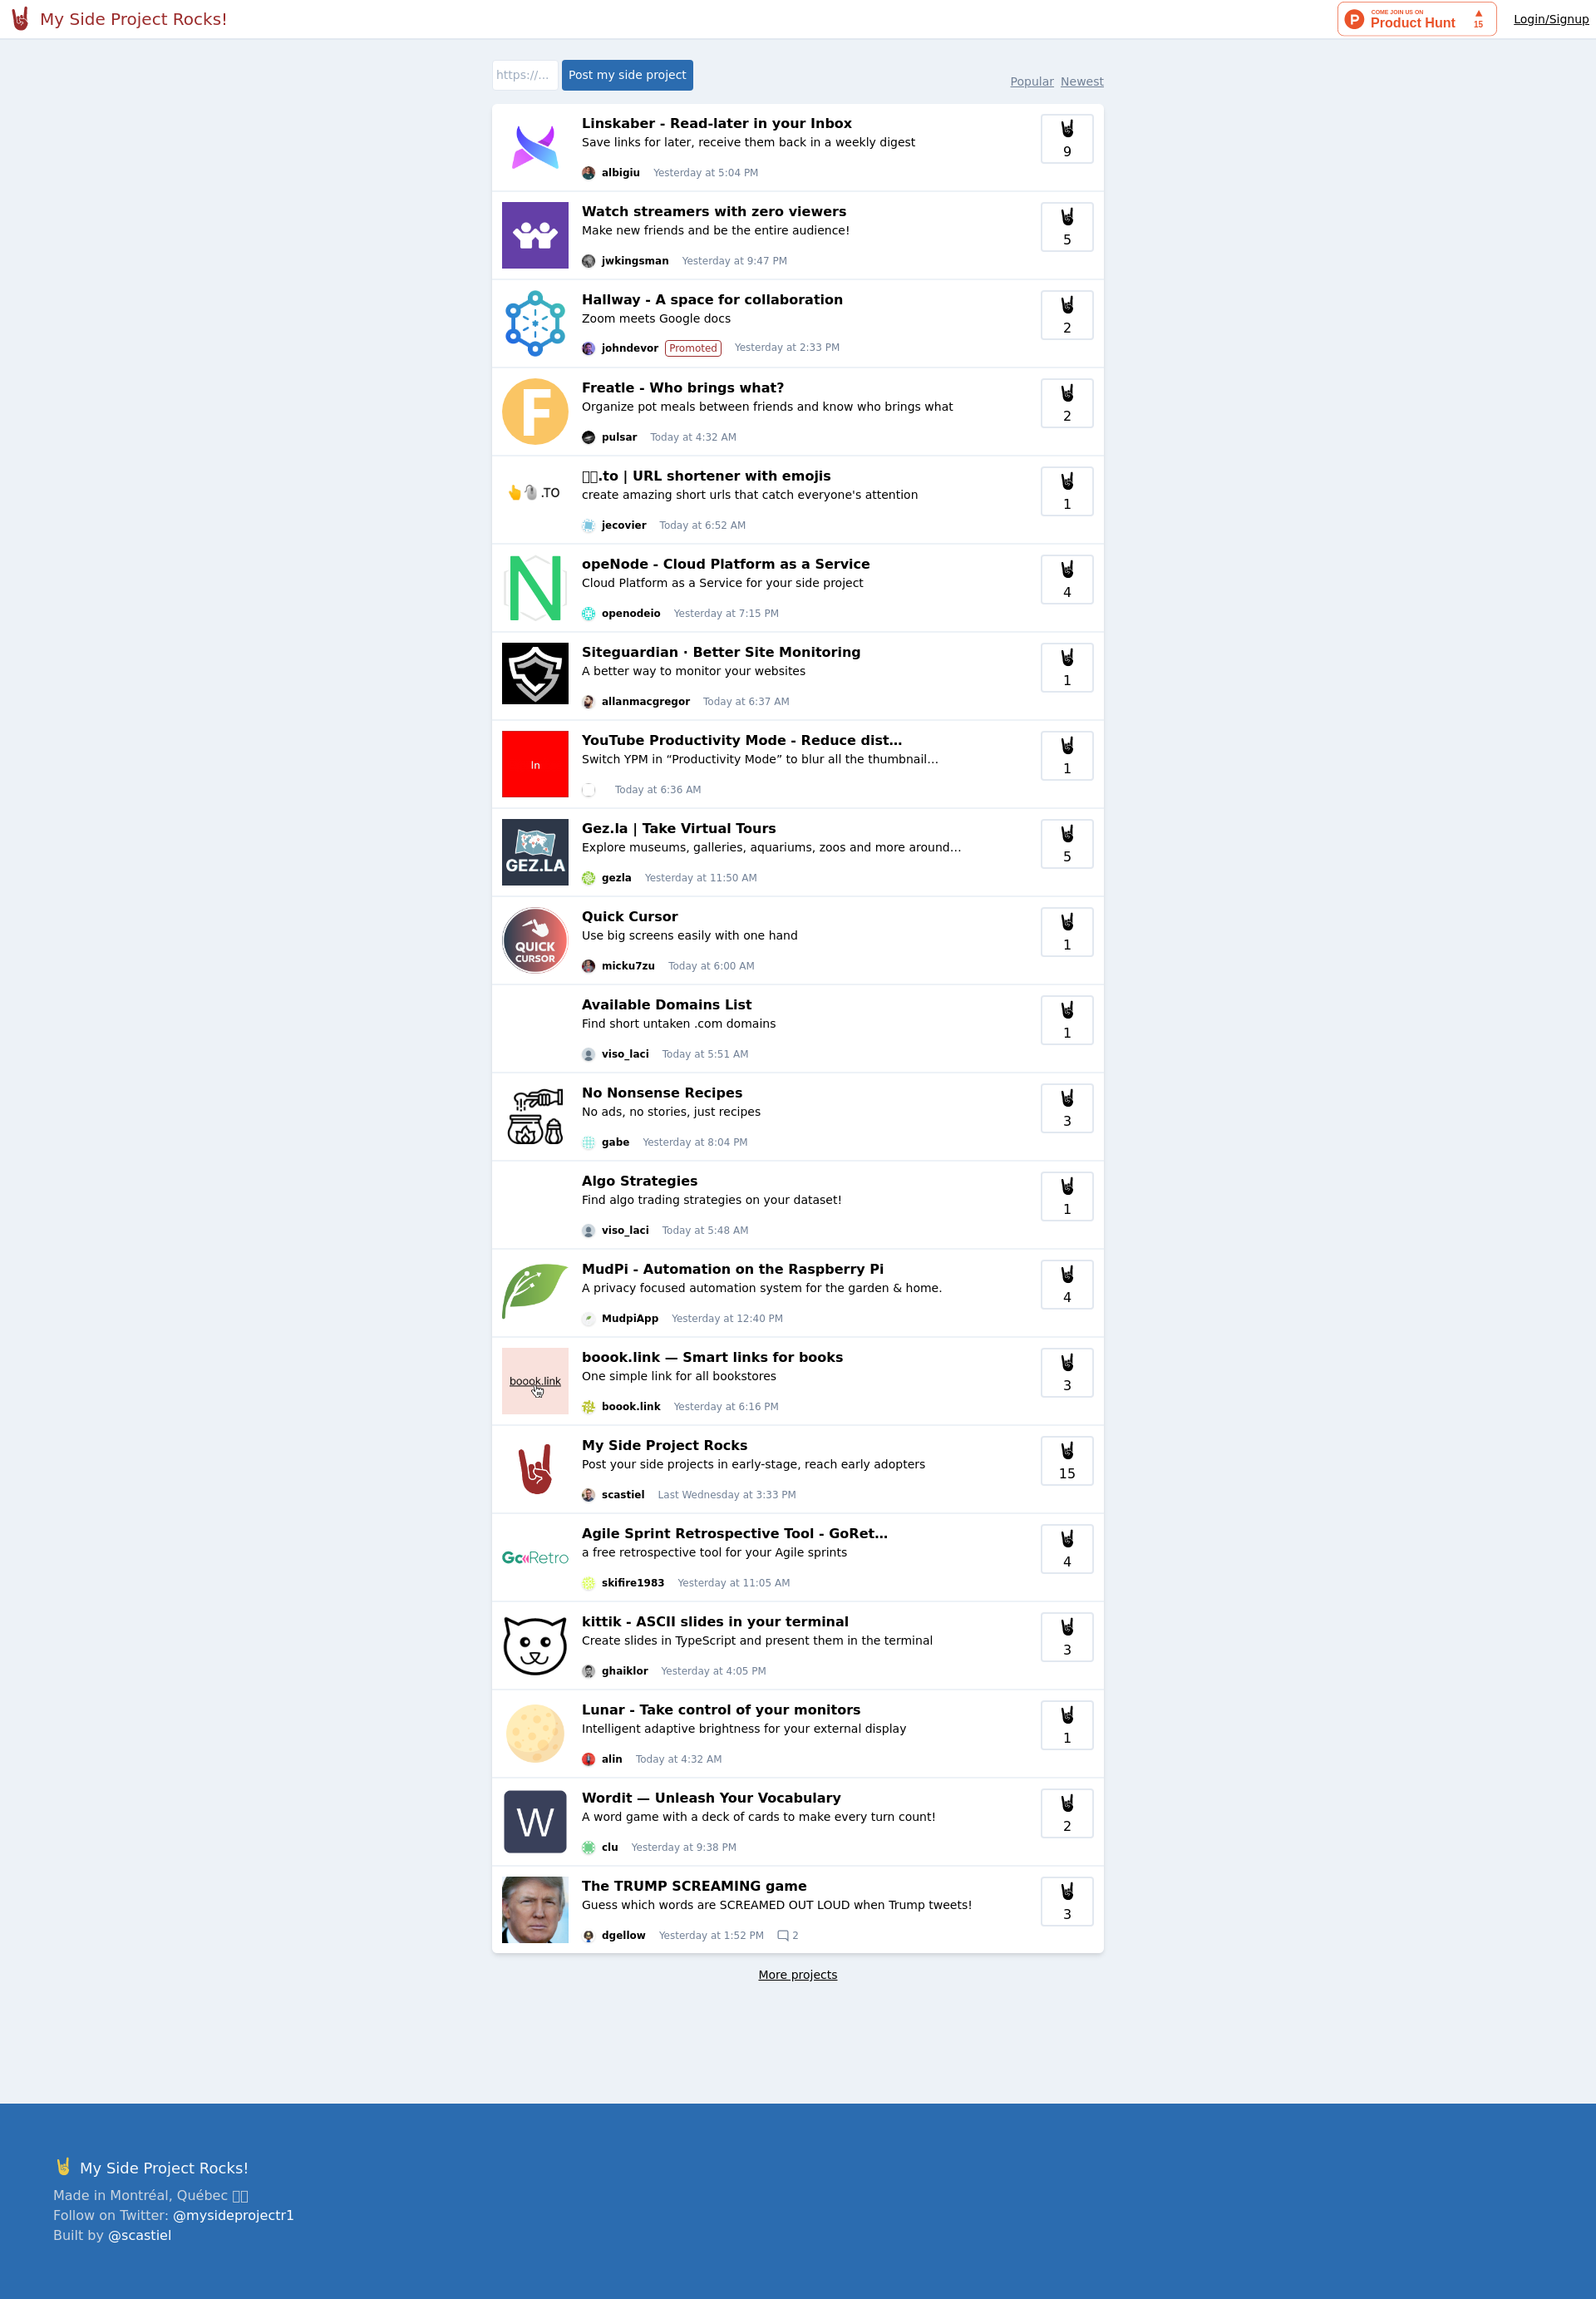 My Side Project Rocks!
COME JOIN US ON
Product Hunt
15
Login/Signup
https://...
Post my side project
Popular Newest
Linskaber - Read-later in your Inbox
Save links for later, receive them back in a weekly digest
albigiu Yesterday at 5:04 PM
9
Watch streamers with zero viewers
Make new friends and be the entire audience!
jwkingsman Yesterday at 9:47 PM
5
Hallway - A space for collaboration
Zoom meets Google docs
johndevor Promoted Yesterday at 2:33 PM
2
F
Freatle - Who brings what?
Organize pot meals between friends and know who brings what
pulsar Today at 4:32 AM
2
.TO
.to | URL shortener with emojis
create amazing short urls that catch everyone's attention
jecovier Today at 6:52 AM
1
N
opeNode - Cloud Platform as a Service
Cloud Platform as a Service for your side project
openodeio Yesterday at 7:15 PM
4
Siteguardian · Better Site Monitoring
A better way to monitor your websites
allanmacgregor Today at 6:37 AM
1
In
YouTube Productivity Mode - Reduce dist…
Switch YPM in “Productivity Mode” to blur all the thumbnail…
Today at 6:36 AM
1
GEZ.LA
Gez.la | Take Virtual Tours
Explore museums, galleries, aquariums, zoos and more around…
gezla Yesterday at 11:50 AM
5
QUICK
CURSOR
Quick Cursor
Use big screens easily with one hand
micku7zu Today at 6:00 AM
1
Available Domains List
Find short untaken .com domains
viso_laci Today at 5:51 AM
1
No Nonsense Recipes
No ads, no stories, just recipes
gabe Yesterday at 8:04 PM
3
Algo Strategies
Find algo trading strategies on your dataset!
viso_laci Today at 5:48 AM
1
MudPi - Automation on the Raspberry Pi
A privacy focused automation system for the garden & home.
MudpiApp Yesterday at 12:40 PM
4
boook.link
boook.link — Smart links for books
One simple link for all bookstores
boook.link Yesterday at 6:16 PM
3
My Side Project Rocks
Post your side projects in early-stage, reach early adopters
scastiel Last Wednesday at 3:33 PM
15
GoRetro
Agile Sprint Retrospective Tool - GoRet…
a free retrospective tool for your Agile sprints
skifire1983 Yesterday at 11:05 AM
4
kittik - ASCII slides in your terminal
Create slides in TypeScript and present them in the terminal
ghaiklor Yesterday at 4:05 PM
3
Lunar - Take control of your monitors
Intelligent adaptive brightness for your external display
alin Today at 4:32 AM
1
W
Wordit — Unleash Your Vocabulary
A word game with a deck of cards to make every turn count!
clu Yesterday at 9:38 PM
2
The TRUMP SCREAMING game
Guess which words are SCREAMED OUT LOUD when Trump tweets!
dgellow Yesterday at 1:52 PM 2
3
More projects
My Side Project Rocks!
Made in Montréal, Québec
Follow on Twitter: @mysideprojectr1
Built by @scastiel